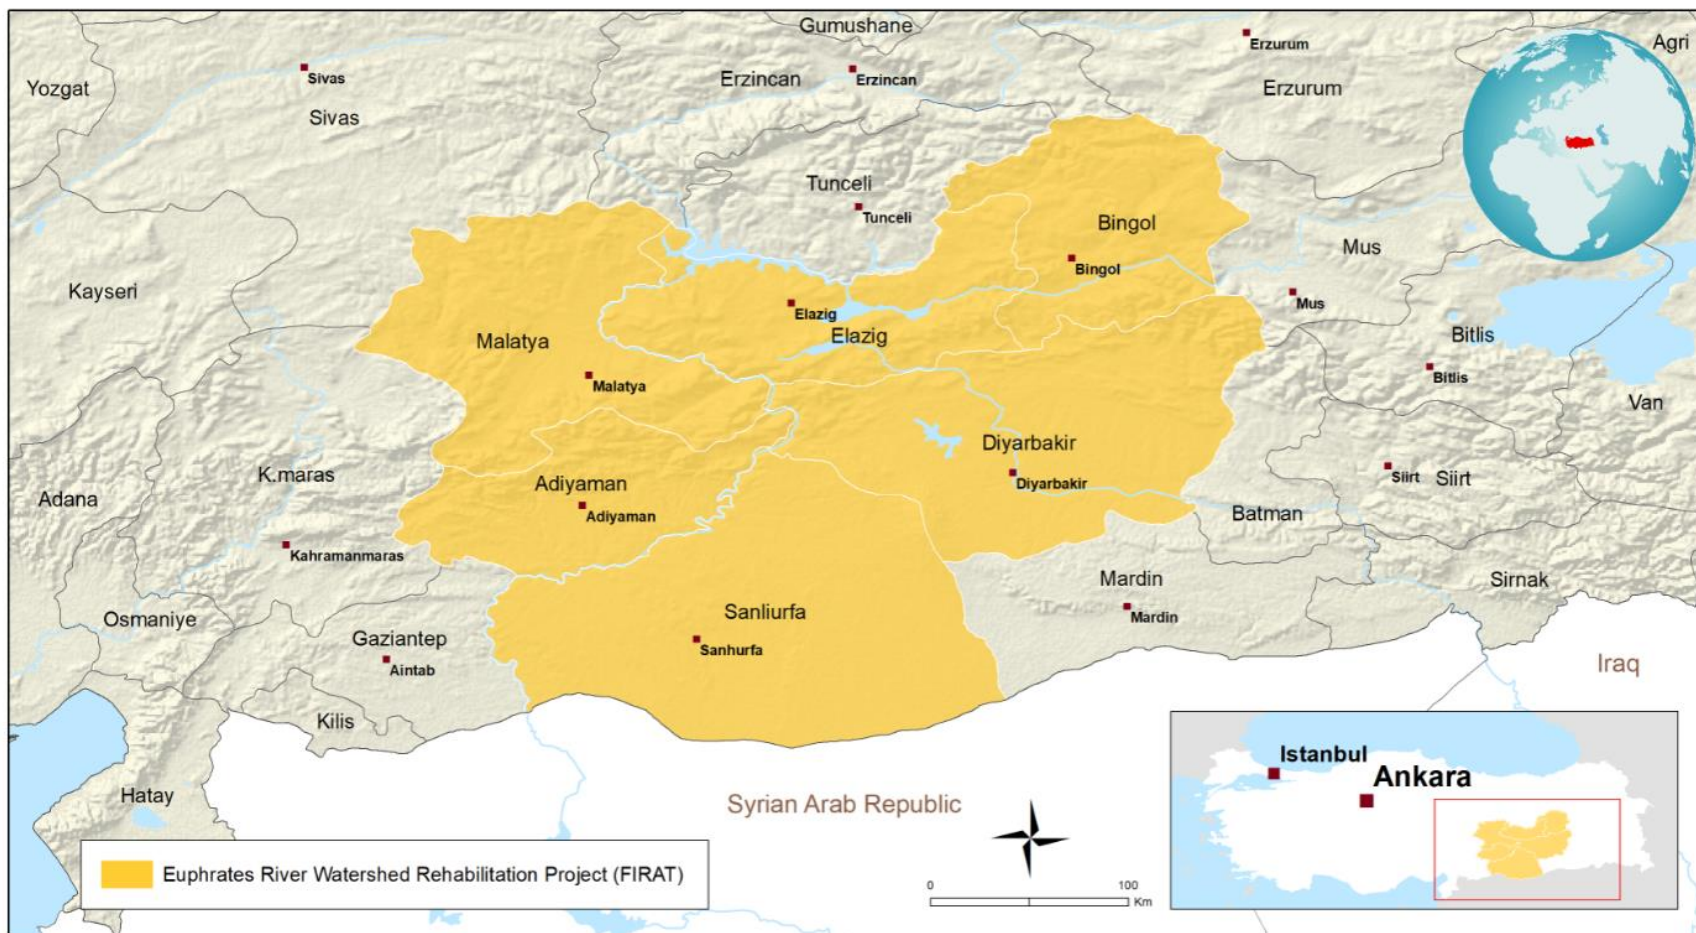 Gumushane
Erzurum
Agri
Yozgat
Sivas
Erzincan
Erzincan
Erzurum
Sivas
Tunceli
Tunceli
Bingol
Bingol
Mus
Mus
Kayseri
Elazig
Elazig
Malatya
Malatya
Bitlis
Bitlis
Van
Diyarbakir
Diyarbakir
K.maras
Adana
Adiyaman
Adiyaman
Siirt
Siirt
Batman
Kahramanmaras
Mardin
Mardin
Sirnak
Osmaniye
Sanliurfa
Sanhurfa
Gaziantep
Aintab
Iraq
Kilis
Istanbul
Ankara
Hatay
Syrian Arab Republic
Euphrates River Watershed Rehabilitation Project (FIRAT)
0 100
Km